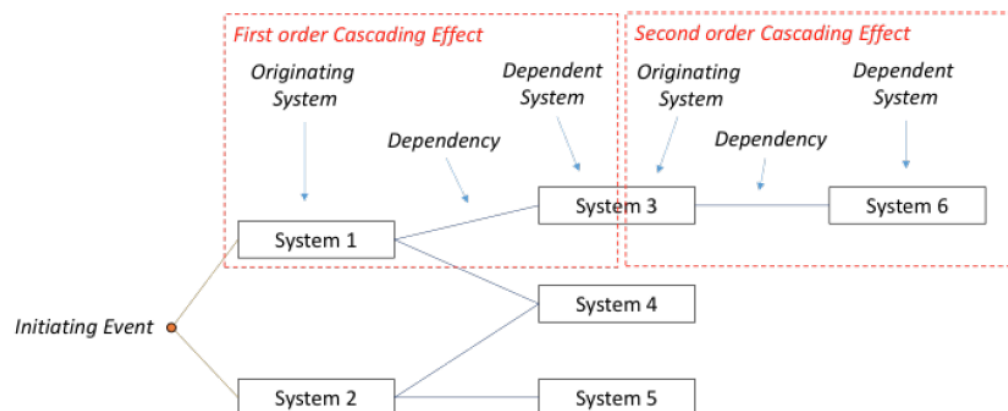 First order Cascading Effect
Second order Cascading Effect
Originating
System
Dependent
System
Originating
System
Dependent
System
Dependency
Dependency
System 3
System 6
System 1
System 4
Initiating Event
System 2
System 5